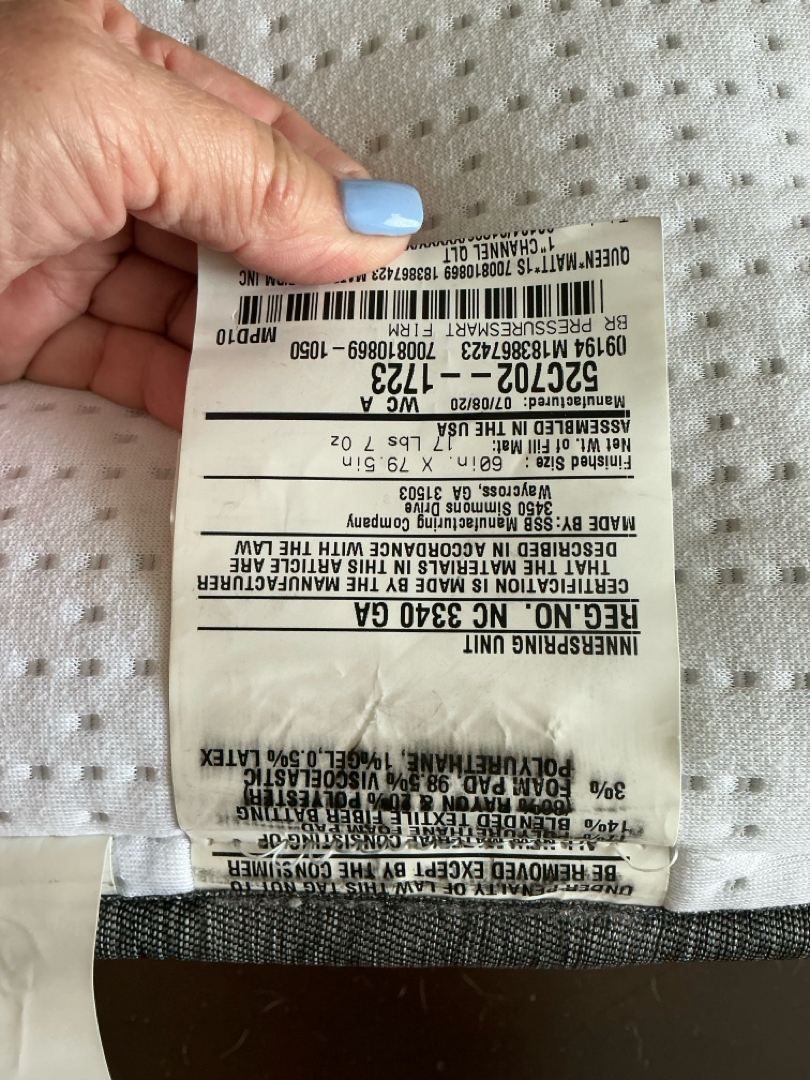 UNDER PENALTY OF LAW THIS TAG NOT TO
BE REMOVED EXCEPT BY THE CONSUMER
ALL NEW MATERIAL CONSISTING OF
POLYURETHANE FOAM PAD
14% BLENDED TEXTILE FIBER BATTING
(80% RAYON & 20% POLYESTER)
3% FOAM PAD 98.5% VISCOELASTIC
POLYURETHANE, 1%GEL,0.5% LATEX
INNERSPRING UNIT
REG.NO. NC 3340 GA
CERTIFICATION IS MADE BY THE MANUFACTURER
THAT THE MATERIALS IN THIS ARTICLE ARE
DESCRIBED IN ACCORDANCE WITH THE LAW
MADE BY:SSB Manufacturing Company
3450 Simmons Drive
Waycross, GA 31503
Finished Size : 60in. X 79.5in
Net Wt. of Fill Mat: 17 Lbs 7 Oz
ASSEMBLED IN THE USA
Manufactured: 07/08/20 WC A
52C702--1723
09194 M183867423 700810869-1050
BR PRESSURESMART FIRM MPD10
QUEEN*MATT*1S 700810869 183867423 INC
1"CHANNEL QLT